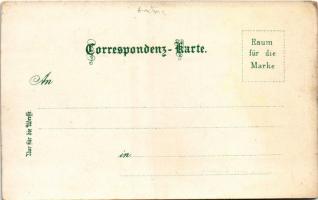 Correspondenz-Karte.
Raum
für die
Marke
An
in
Nur für die Adresse